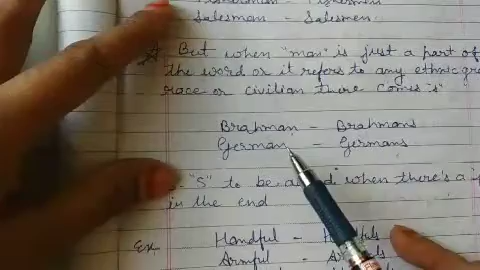 Salesman - Salesmen
But when "man" is just a part of
the word or it refers to any ethnic
race or civilian there comes "s"
Brahman - Brahmans
German - Germans
"S" to be when there's a
in the end
Ex. Handful - Handfuls
Armful -